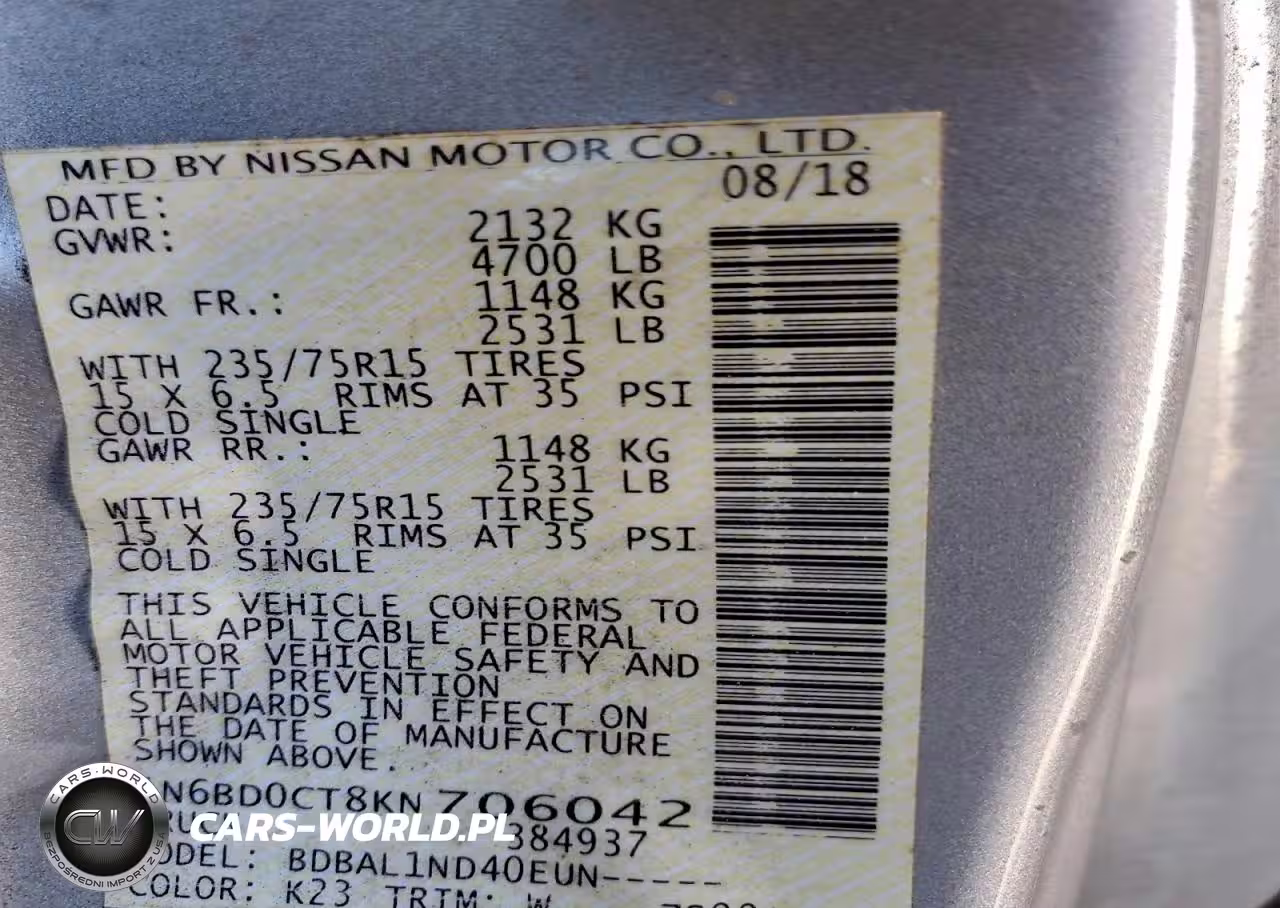 MFD BY NISSAN MOTOR CO., LTD.
DATE: 08/18
GVWR: 2132 KG
4700 LB
GAWR FR.: 1148 KG
2531 LB
WITH 235/75R15 TIRES
15 X 6.5 RIMS AT 35 PSI
COLD SINGLE
GAWR RR.: 1148 KG
2531 LB
WITH 235/75R15 TIRES
15 X 6.5 RIMS AT 35 PSI
COLD SINGLE
THIS VEHICLE CONFORMS TO
ALL APPLICABLE FEDERAL
MOTOR VEHICLE SAFETY AND
THEFT PREVENTION
STANDARDS IN EFFECT ON
THE DATE OF MANUFACTURE
SHOWN ABOVE.
N6BD0CT8KN706042
384937
ODEL: BDBAL1ND40EUN-----
COLOR: K23 TRIM: W
CARS-WORLD
CW
BEZPOŚREDNI IMPORT Z USA
CARS-WORLD.PL